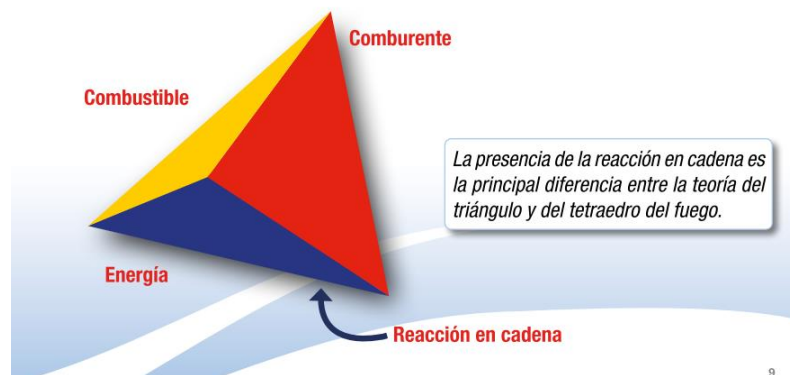 Comburente
Combustible
La presencia de la reacción en cadena es
la principal diferencia entre la teoría del
triángulo y del tetraedro del fuego.
Energía
Reacción en cadena
9